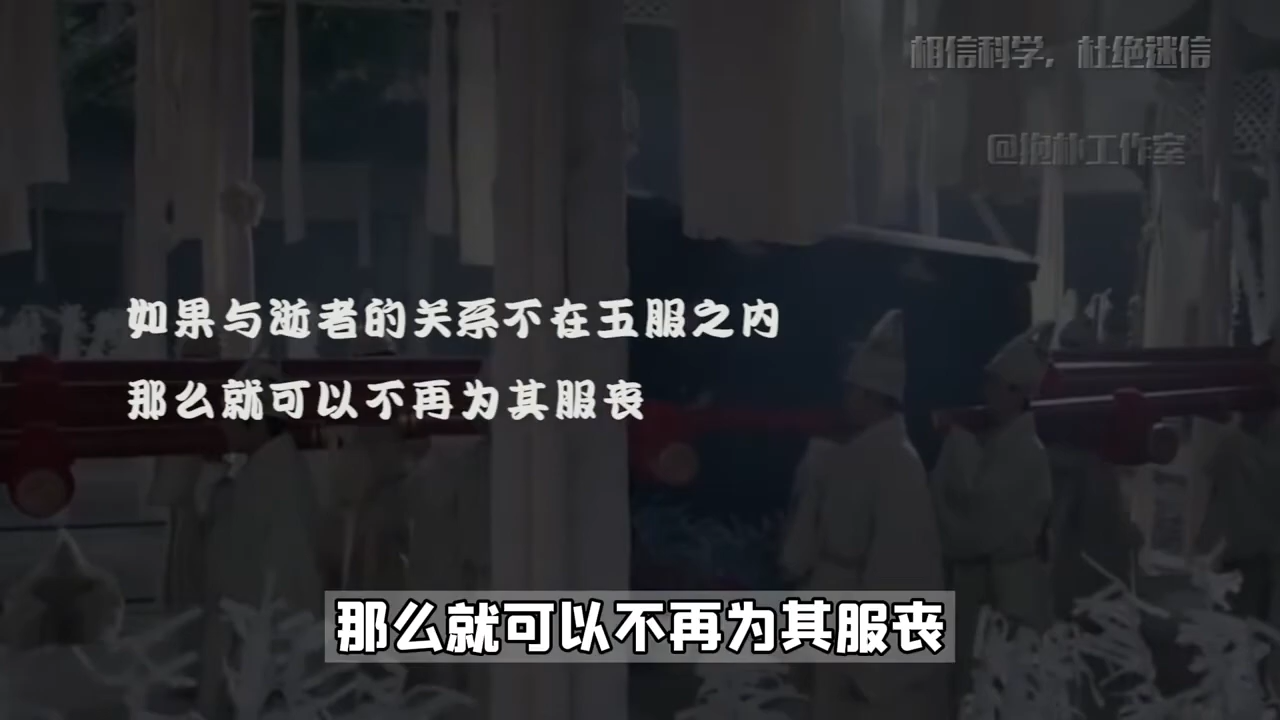 相信科学，杜绝迷信
@抱朴工作室
如果与逝者的关系不在五服之内
那么就可以不再为其服丧
那么就可以不再为其服丧